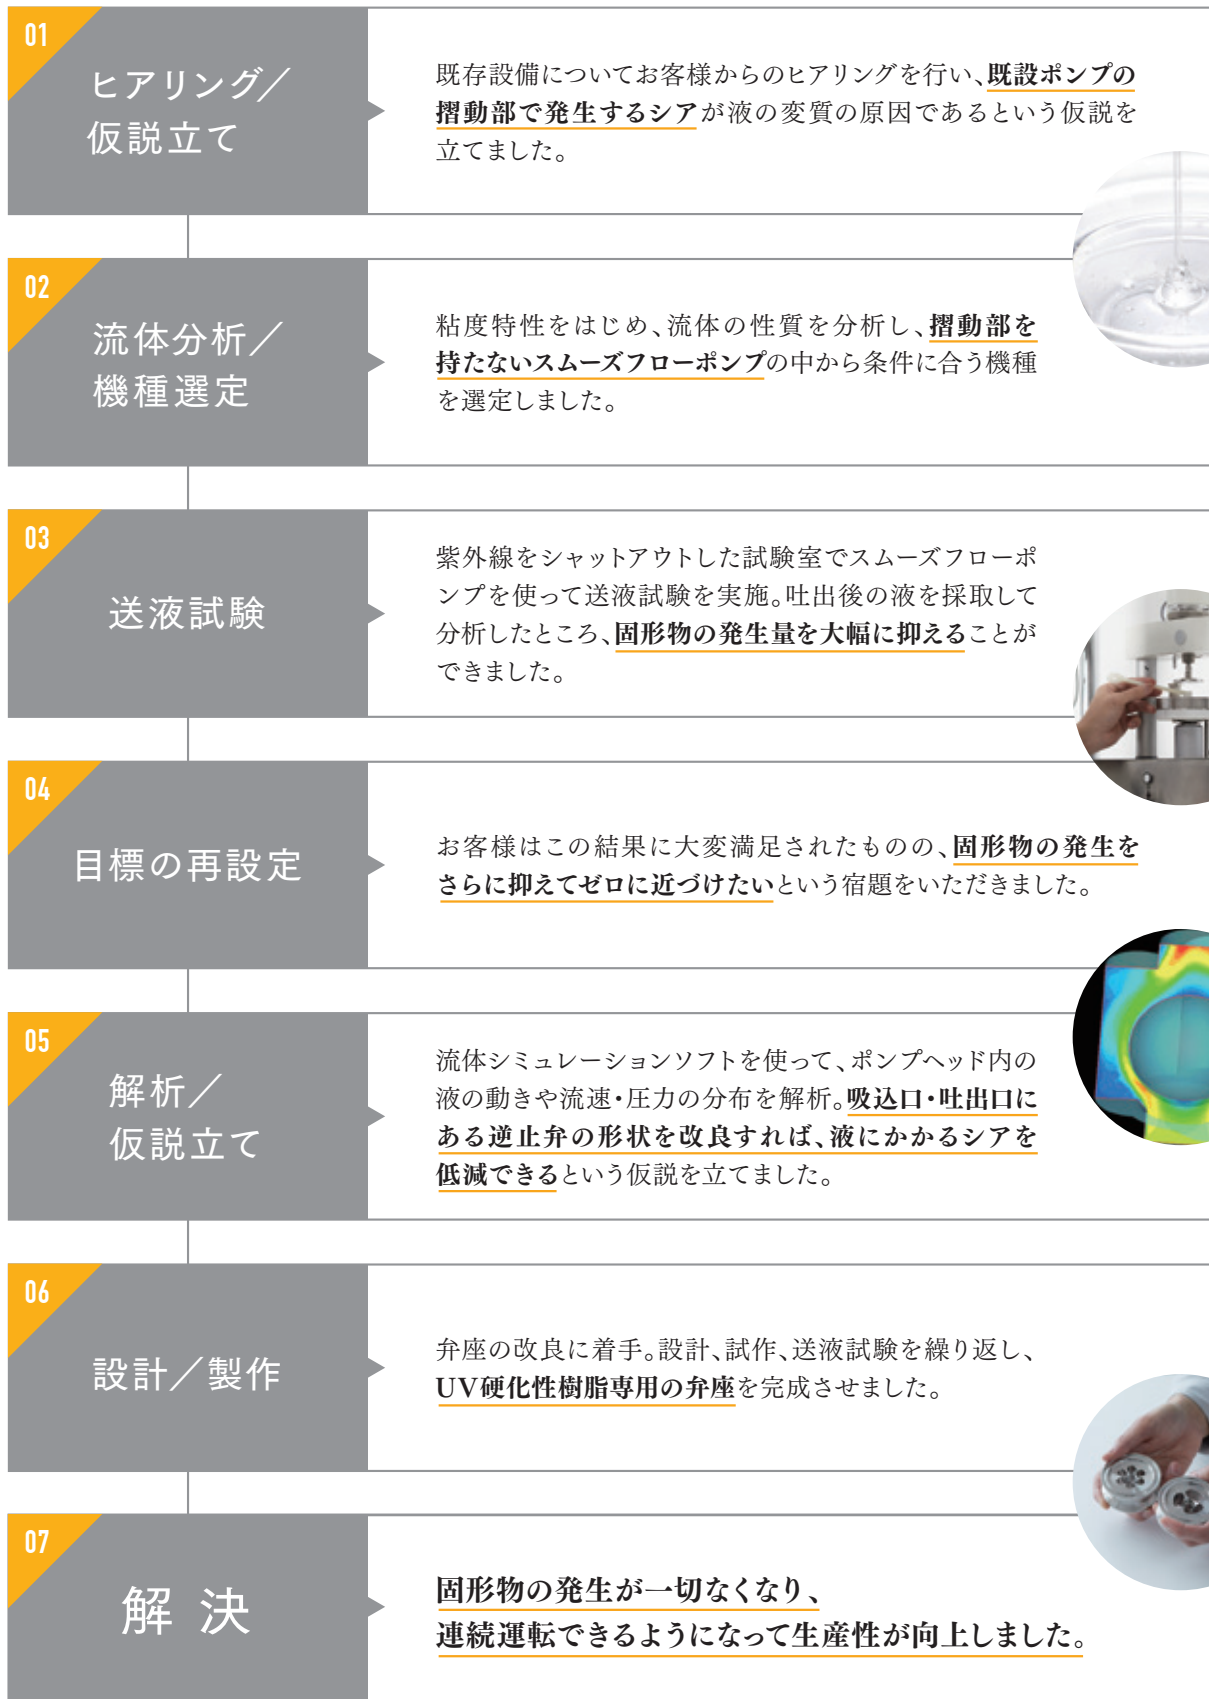 01
ヒアリング／
仮説立て
既存設備についてお客様からのヒアリングを行い、既設ポンプの
摺動部で発生するシアが液の変質の原因であるという仮説を
立てました。
02
流体分析／
機種選定
粘度特性をはじめ、流体の性質を分析し、摺動部を
持たないスムーズフローポンプの中から条件に合う機種
を選定しました。
03
送液試験
紫外線をシャットアウトした試験室でスムーズフローポ
ンプを使って送液試験を実施。吐出後の液を採取して
分析したところ、固形物の発生量を大幅に抑えることが
できました。
04
目標の再設定
お客様はこの結果に大変満足されたものの、固形物の発生を
さらに抑えてゼロに近づけたいという宿題をいただきました。
05
解析／
仮説立て
流体シミュレーションソフトを使って、ポンプヘッド内の
液の動きや流速・圧力の分布を解析。吸込口・吐出口に
ある逆止弁の形状を改良すれば、液にかかるシアを
低減できるという仮説を立てました。
06
設計／製作
弁座の改良に着手。設計、試作、送液試験を繰り返し、
UV硬化性樹脂専用の弁座を完成させました。
07
解 決
固形物の発生が一切なくなり、
連続運転できるようになって生産性が向上しました。